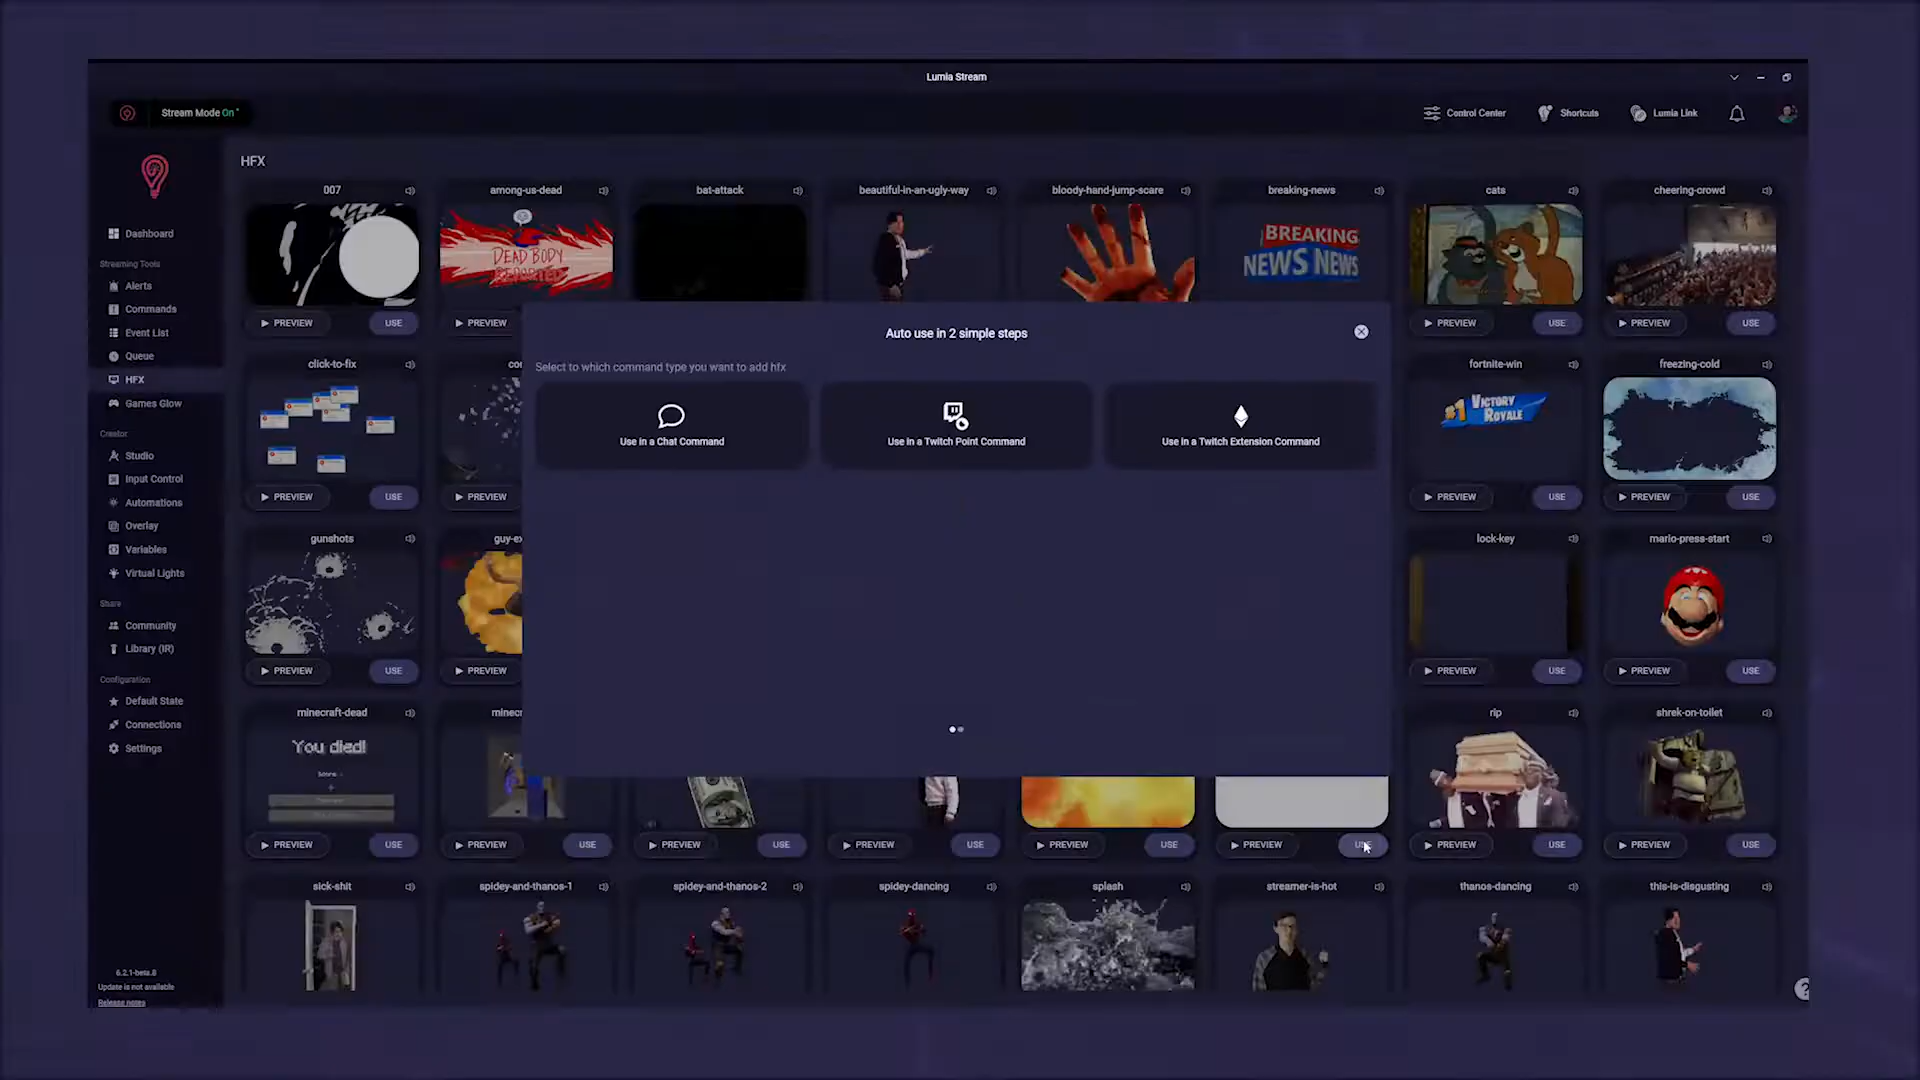 Lumia Stream
Stream Mode On
Control Center
Shortcuts
Lumia Link
HFX
Dashboard
Streaming Tools
Alerts
Commands
Event List
Queue
HFX
Games Glow
Creator
Studio
Input Control
Automations
Overlay
Variables
Virtual Lights
Share
Community
Library (IR)
Configuration
Default State
Connections
Settings
6.2.1-beta.8
Update is not available
Release notes
007
among-us-dead
bat-attack
beautiful-in-an-ugly-way
bloody-hand-jump-scare
breaking-news
cats
cheering-crowd
DEAD BODY
REPORTED
BREAKING
NEWS NEWS
PREVIEW
USE
PREVIEW
PREVIEW
USE
PREVIEW
USE
Auto use in 2 simple steps
Select to which command type you want to add hfx
Use in a Chat Command
Use in a Twitch Point Command
Use in a Twitch Extension Command
click-to-fix
fortnite-win
freezing-cold
#1 VICTORY
ROYALE
PREVIEW
USE
PREVIEW
PREVIEW
USE
PREVIEW
USE
gunshots
lock-key
mario-press-start
PREVIEW
USE
PREVIEW
PREVIEW
USE
PREVIEW
USE
minecraft-dead
rip
shrek-on-toilet
You died!
PREVIEW
USE
PREVIEW
USE
PREVIEW
USE
PREVIEW
USE
PREVIEW
USE
PREVIEW
PREVIEW
USE
PREVIEW
USE
sick-shit
spidey-and-thanos-1
spidey-and-thanos-2
spidey-dancing
splash
streamer-is-hot
thanos-dancing
this-is-disgusting